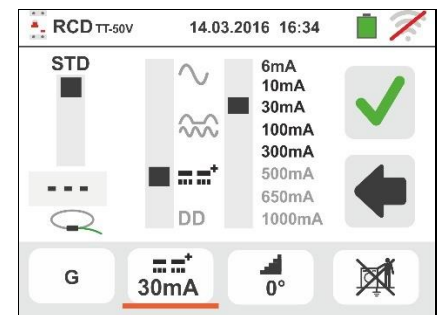 RCD TT-50V 14.03.2016 16:34
STD
6mA
10mA
30mA
100mA
300mA
500mA
650mA
DD 1000mA
- - -
G 30mA 0°